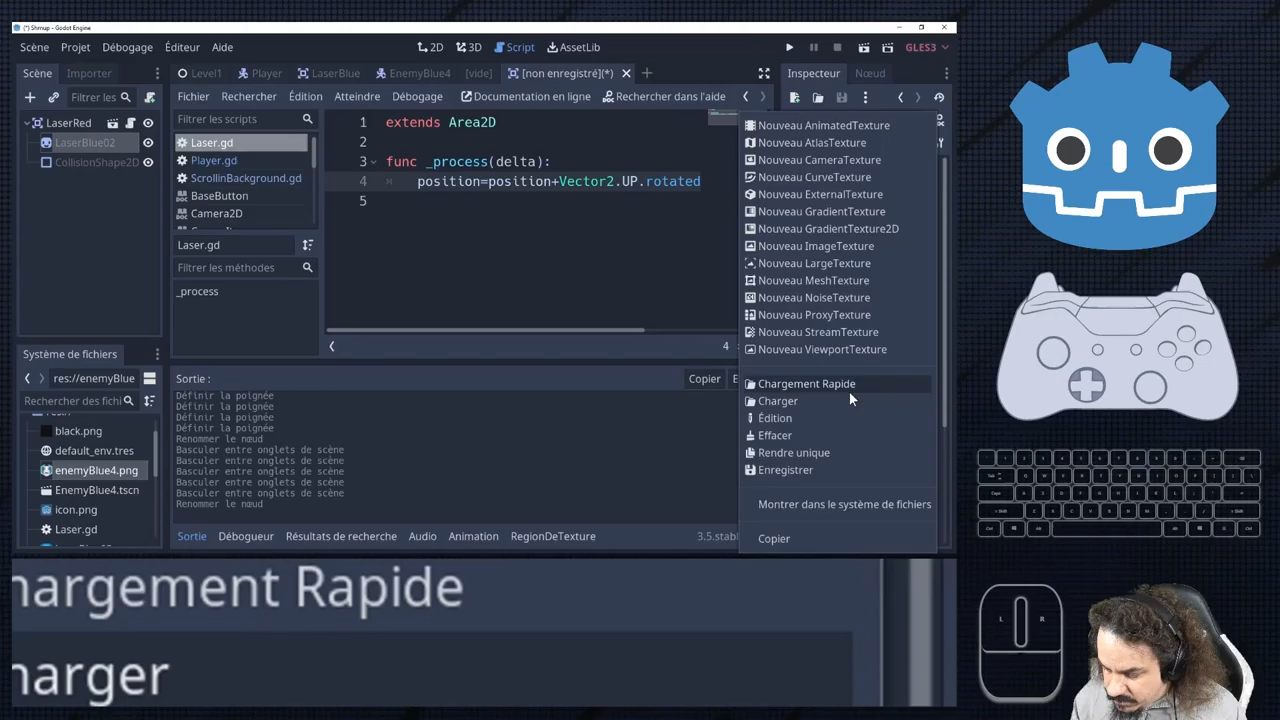 (*) Shmup - Godot Engine
Scène Projet Débogage Éditeur Aide
2D 3D Script AssetLib
GLES3
Scène Importer
Level1 Player LaserBlue EnemyBlue4 [vide] [non enregistré](*)
Inspecteur Nœud
Filtrer les
Fichier Rechercher Édition Atteindre Débogage Documentation en ligne Rechercher dans l'aide
LaserRed
LaserBlue02
CollisionShape2D
Filtrer les scripts
Laser.gd
Player.gd
ScrollinBackground.gd
BaseButton
Camera2D
Laser.gd
Filtrer les méthodes
_process
1 extends Area2D
2
3 func _process(delta):
4 position=position+Vector2.UP.rotated
5
4
Nouveau AnimatedTexture
Nouveau AtlasTexture
Nouveau CameraTexture
Nouveau CurveTexture
Nouveau ExternalTexture
Nouveau GradientTexture
Nouveau GradientTexture2D
Nouveau ImageTexture
Nouveau LargeTexture
Nouveau MeshTexture
Nouveau NoiseTexture
Nouveau ProxyTexture
Nouveau StreamTexture
Nouveau ViewportTexture
Chargement Rapide
Charger
Édition
Effacer
Rendre unique
Enregistrer
Montrer dans le système de fichiers
Copier
Système de fichiers
res://enemyBlue
Rechercher des fichi
black.png
default_env.tres
enemyBlue4.png
EnemyBlue4.tscn
icon.png
Laser.gd
Sortie : Copier E
Définir la poignée
Définir la poignée
Définir la poignée
Définir la poignée
Renommer le nœud
Basculer entre onglets de scène
Basculer entre onglets de scène
Basculer entre onglets de scène
Basculer entre onglets de scène
Basculer entre onglets de scène
Renommer le nœud
Sortie Débogueur Résultats de recherche Audio Animation RegionDeTexture 3.5.stabl
hargement Rapide
harger
L R